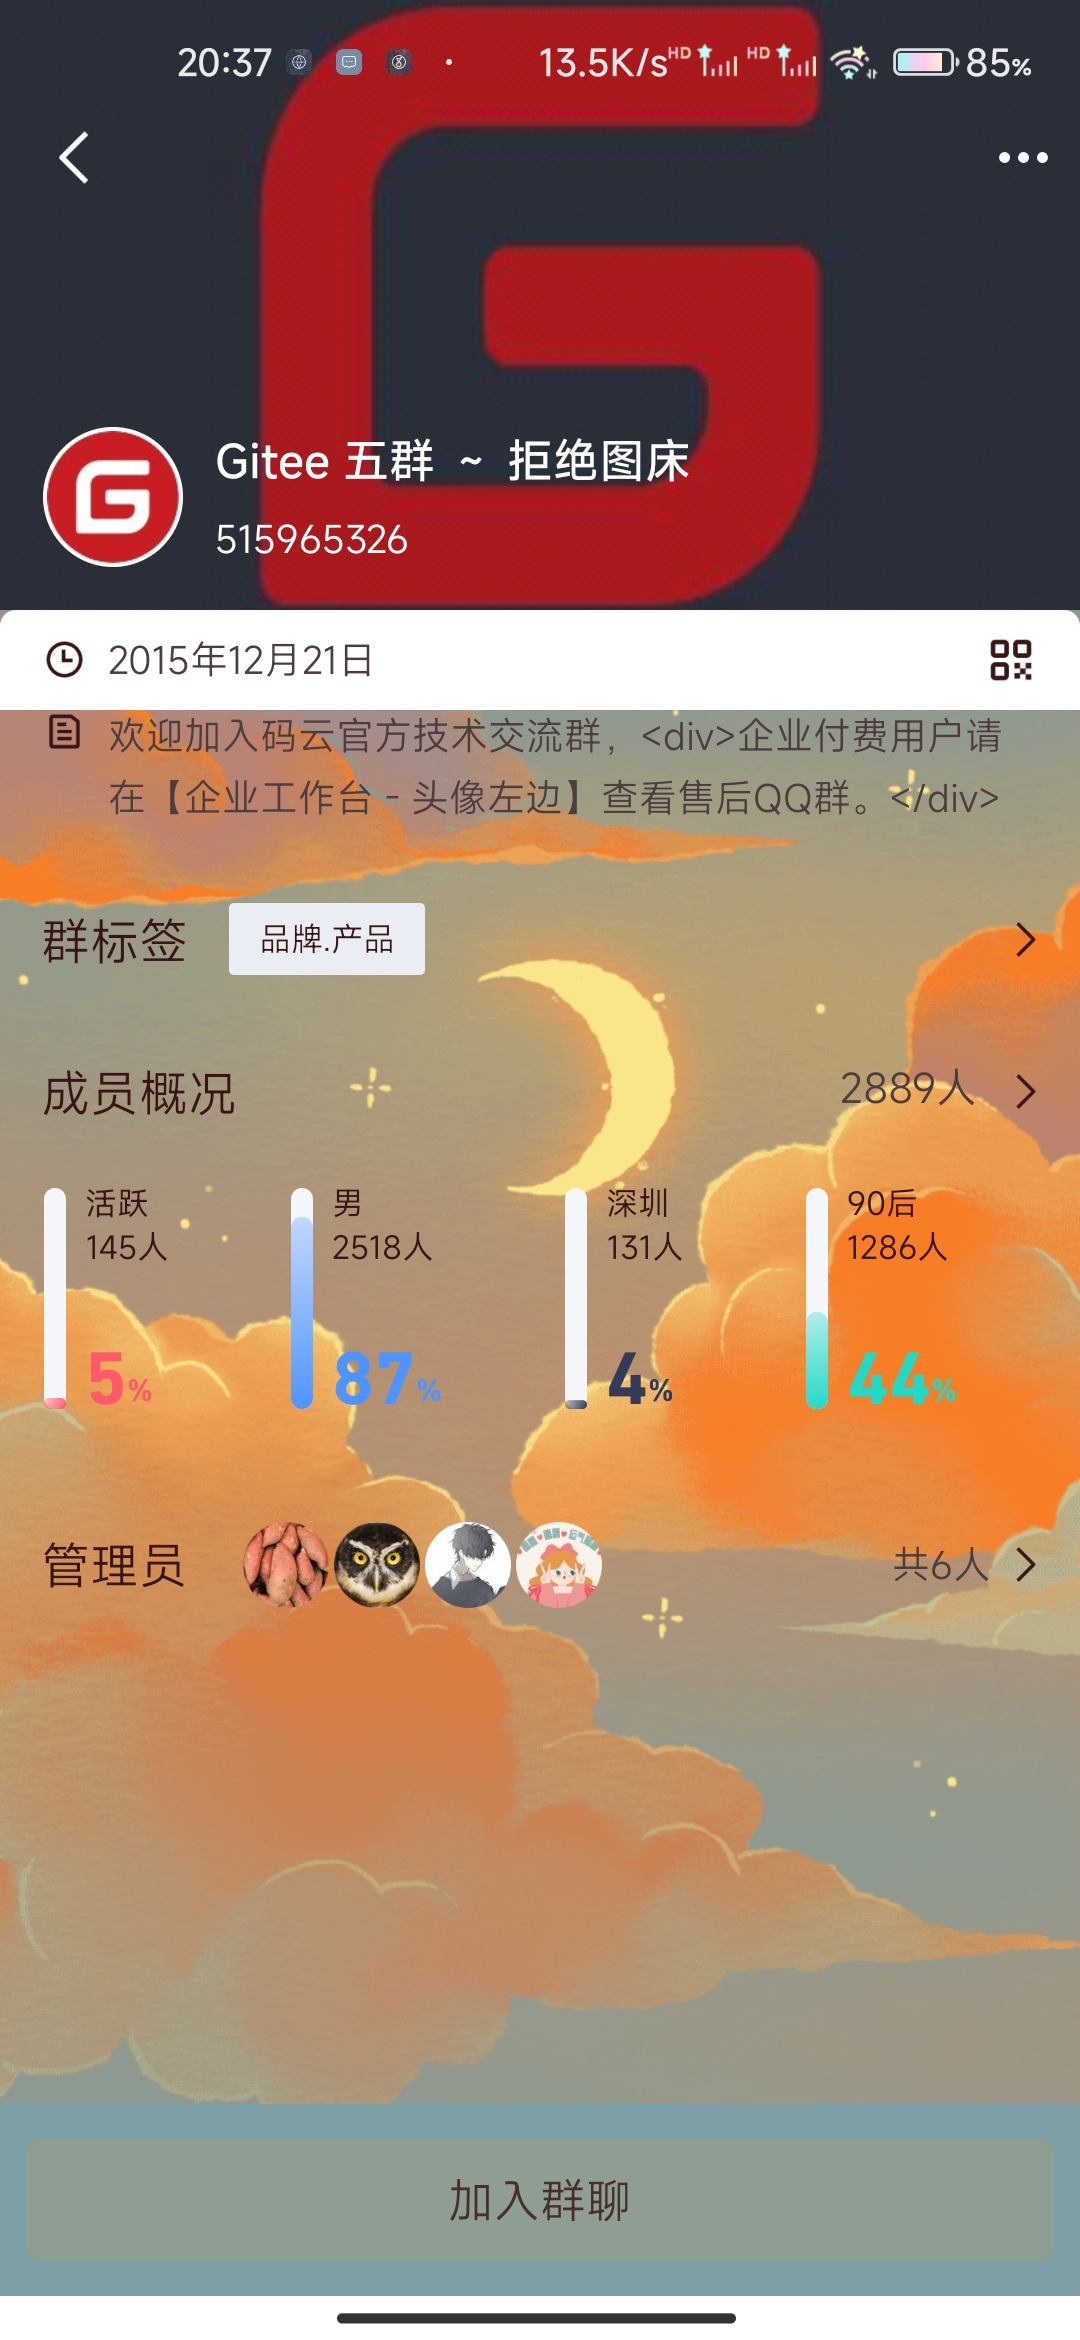 20:37
13.5K/s HD HD 85%
Gitee 五群 ~ 拒绝图床
515965326
2015年12月21日
欢迎加入码云官方技术交流群，<div>企业付费用户请
在【企业工作台 - 头像左边】查看售后QQ群。</div>
群标签 品牌.产品
成员概况 2889人
活跃 男 深圳 90后
145人 2518人 131人 1286人
5% 87% 4% 44%
管理员 共6人
加入群聊